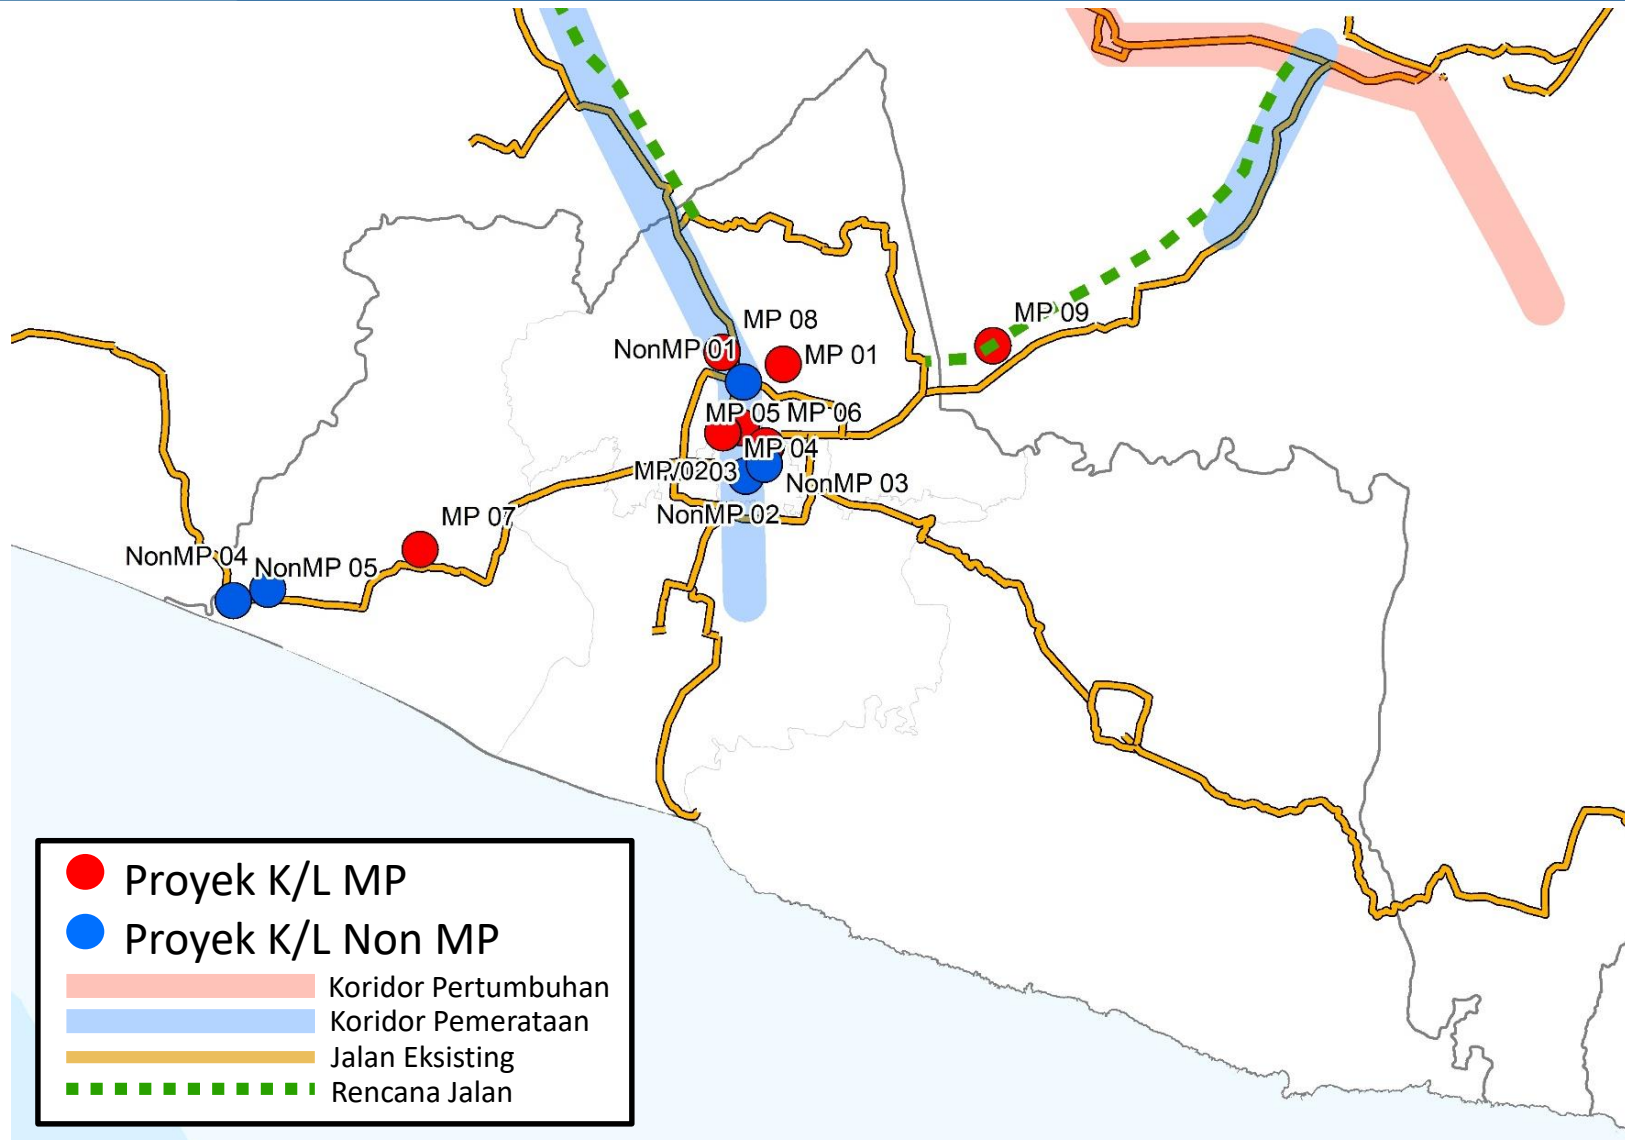 MP 08
MP 09
NonMP 01
MP 01
MP 05
MP 06
MP 04
MP 02
03
NonMP 03
NonMP 02
MP 07
NonMP 04
NonMP 05
Proyek K/L MP
Proyek K/L Non MP
Koridor Pertumbuhan
Koridor Pemerataan
Jalan Eksisting
Rencana Jalan